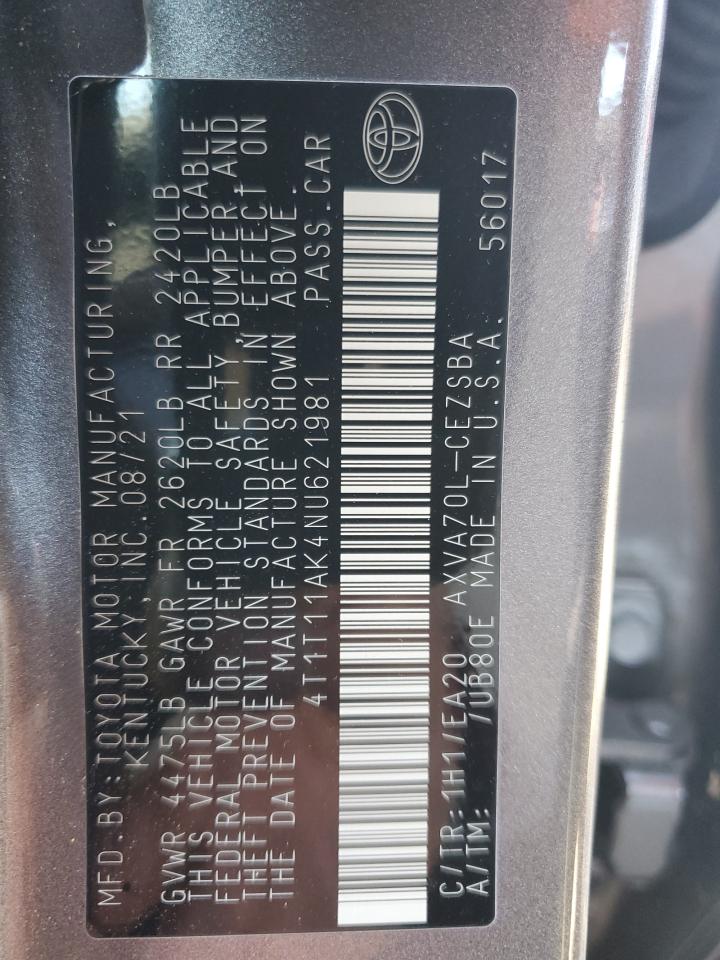 MFD.BY:TOYOTA MOTOR MANUFACTURING,
KENTUCKY,INC.08/21
GVWR 4475LB GAWR FR 2620LB RR 2420LB
THIS VEHICLE CONFORMS TO ALL APPLICABLE
FEDERAL MOTOR VEHICLE SAFETY,BUMPER,AND
THEFT PREVENTION STANDARDS IN EFFECT ON
THE DATE OF MANUFACTURE SHOWN ABOVE.
4T1T11AK4NU621981 PASS.CAR
C/TR:1H1/EA20 AXVA70L-CEZSBA
A/TM: /UB80E MADE IN U.S.A. 56017